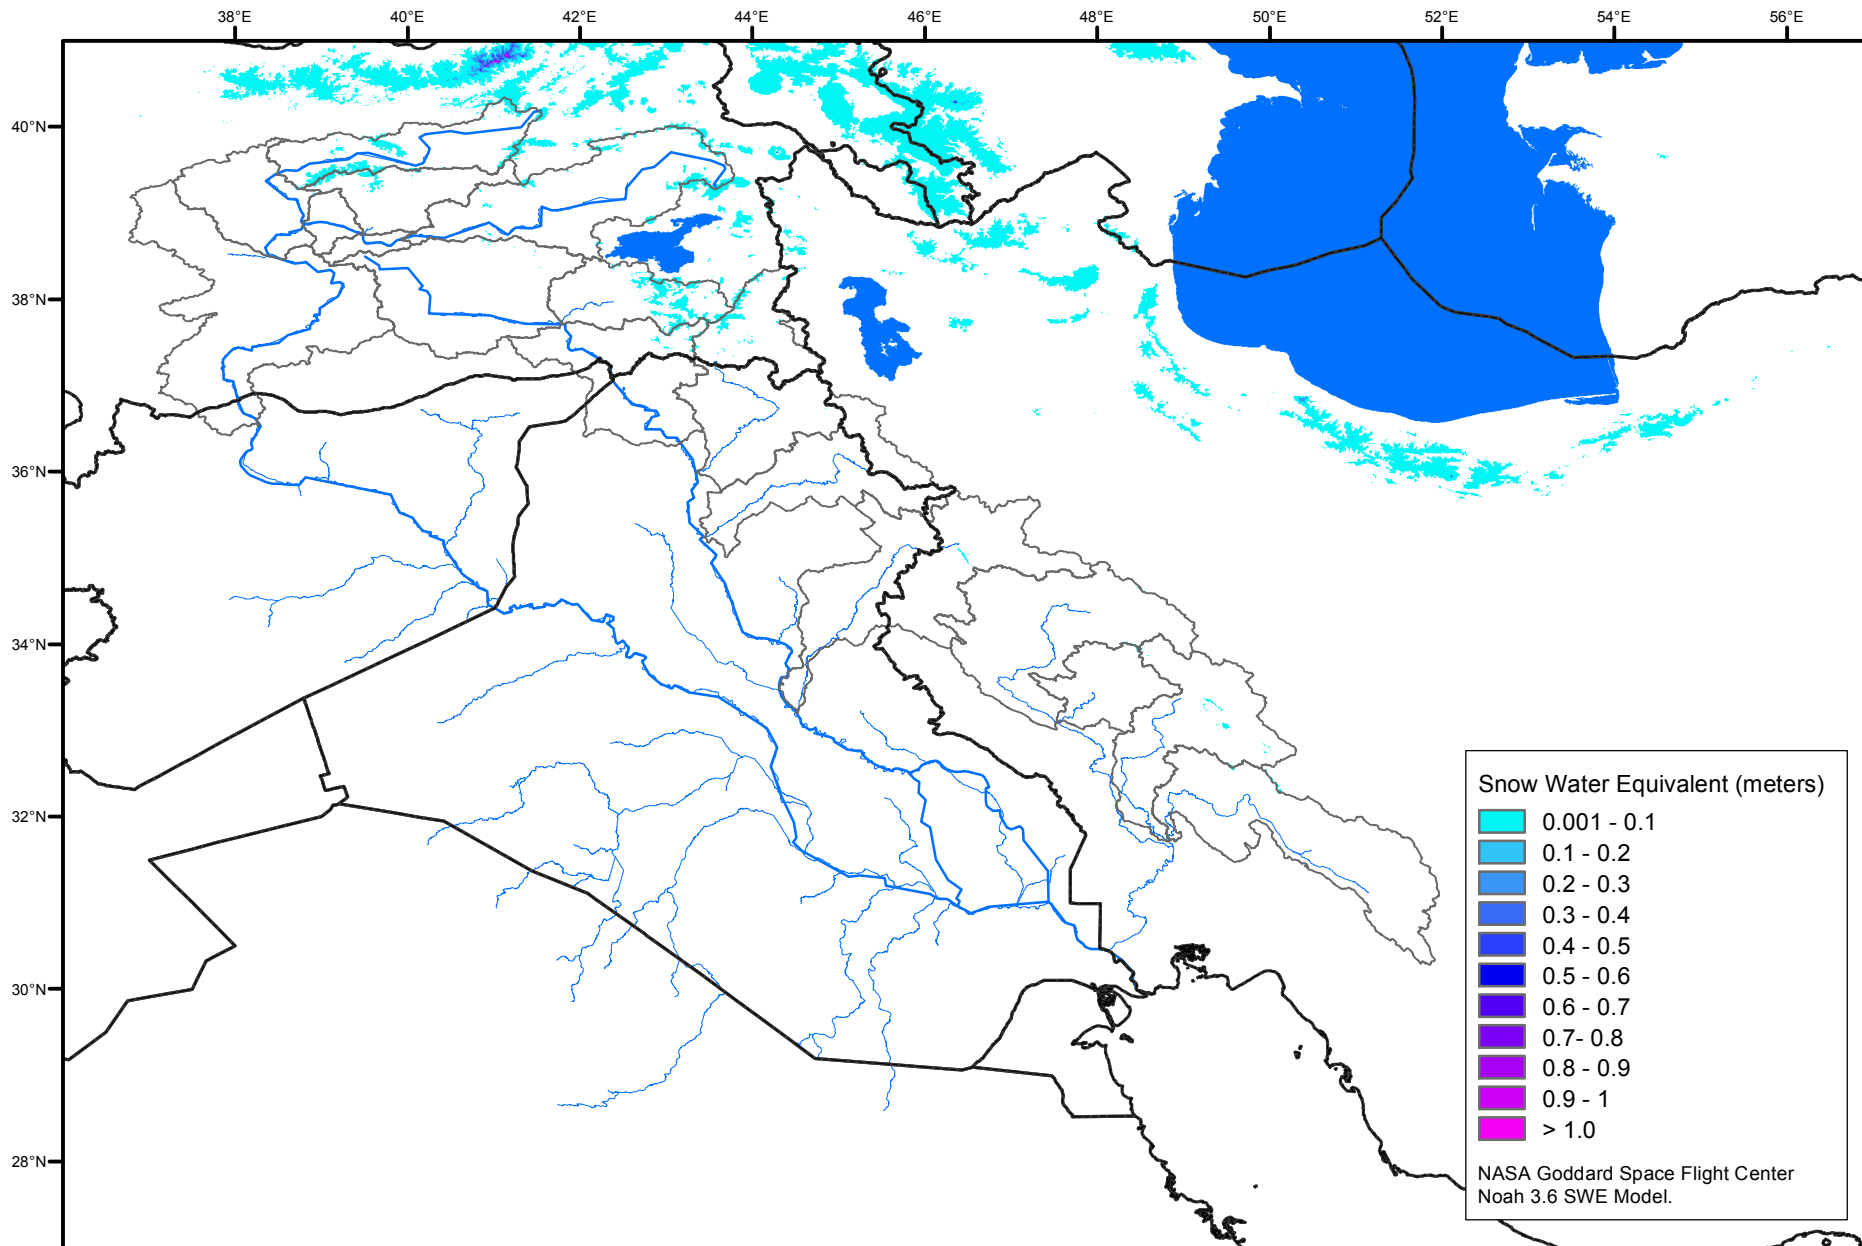 38°E 40°E 42°E 44°E 46°E 48°E 50°E 52°E 54°E 56°E
40°N
38°N
36°N
34°N
32°N
30°N
28°N
Snow Water Equivalent (meters)
0.001 - 0.1
0.1 - 0.2
0.2 - 0.3
0.3 - 0.4
0.4 - 0.5
0.5 - 0.6
0.6 - 0.7
0.7- 0.8
0.8 - 0.9
0.9 - 1
> 1.0
NASA Goddard Space Flight Center
Noah 3.6 SWE Model.